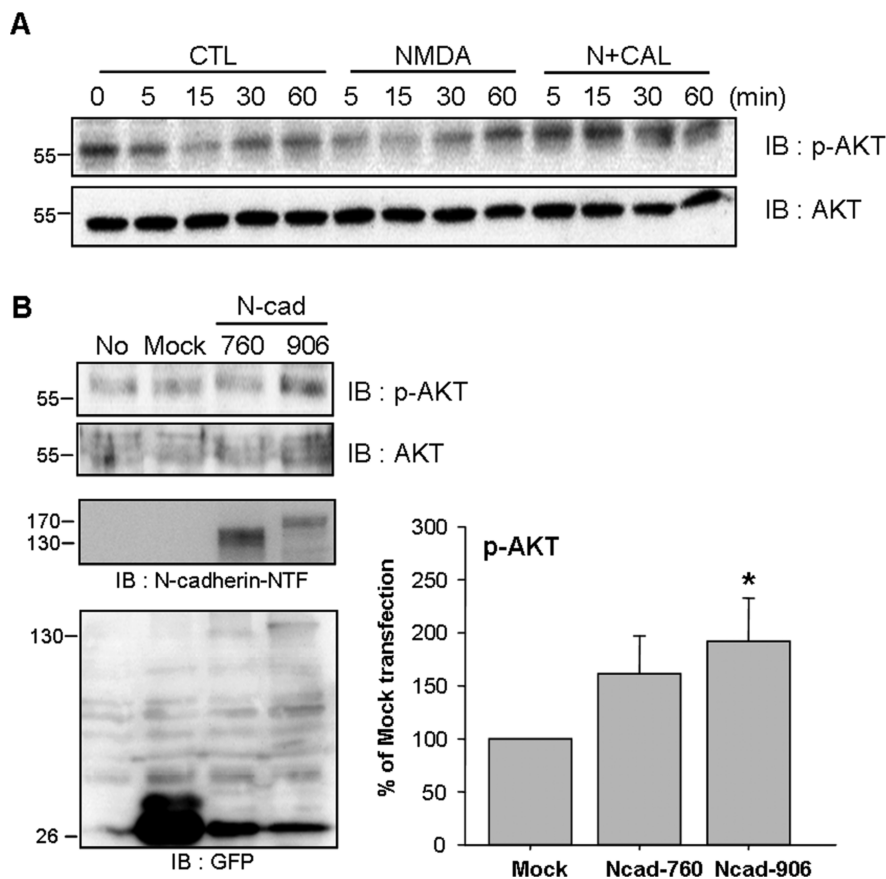 A
CTL NMDA N+CAL
0 5 15 30 60 5 15 30 60 5 15 30 60 (min)
55 IB : p-AKT
55 IB : AKT
B
N-cad
No Mock 760 906
55 IB : p-AKT
55 IB : AKT
170
130
IB : N-cadherin-NTF
130
26
IB : GFP
p-AKT
% of Mock transfection
300
250
200
150
100
50
0
*
Mock Ncad-760 Ncad-906